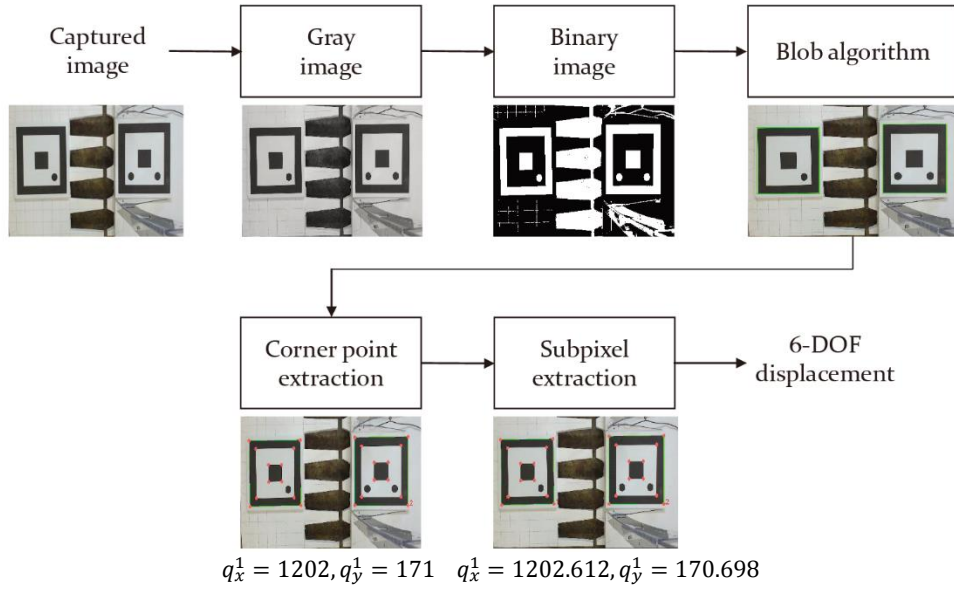 Captured
image
Gray
image
Binary
image
Blob algorithm
Corner point
extraction
Subpixel
extraction
6-DOF
displacement
q_x^1 = 1202, q_y^1 = 171
q_x^1 = 1202.612, q_y^1 = 170.698